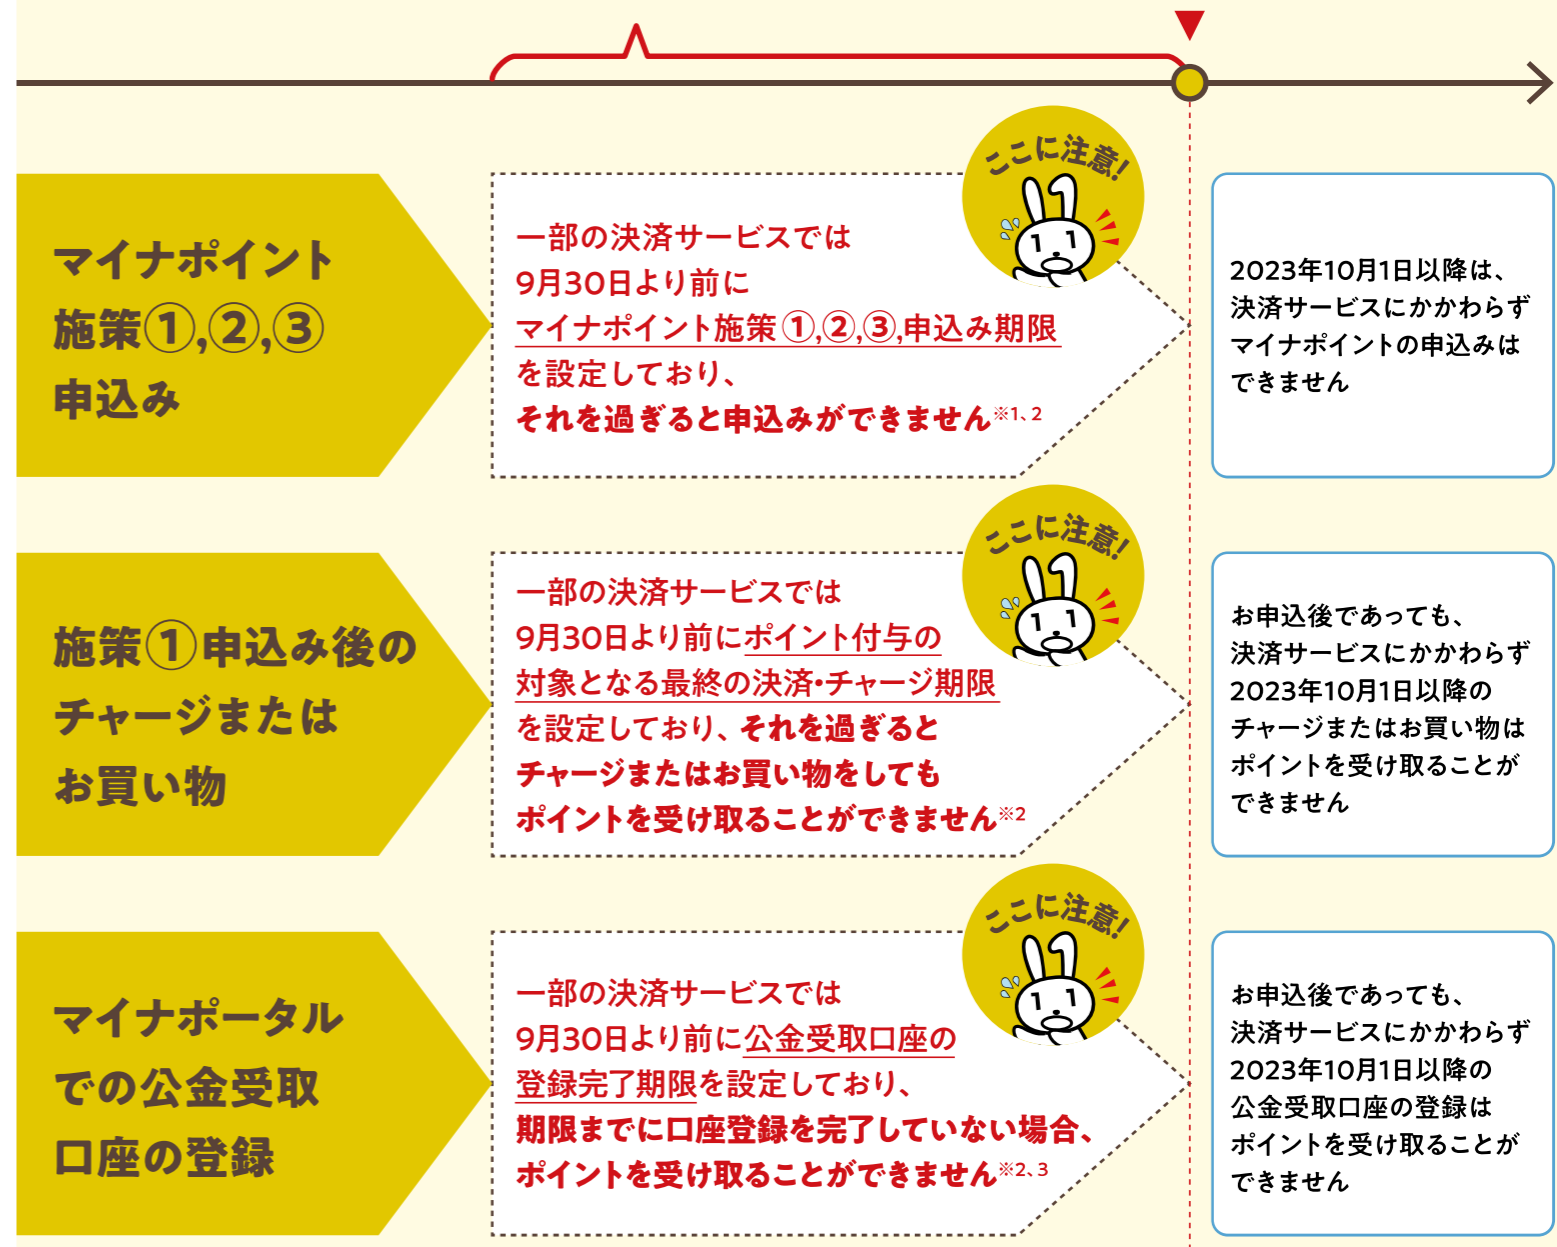 マイナポイント
施策①,②,③
申込み
一部の決済サービスでは
9月30日より前に
マイナポイント施策①,②,③,申込み期限
を設定しており、
それを過ぎると申込みができません※1、2
ここに注意!
2023年10月1日以降は、
決済サービスにかかわらず
マイナポイントの申込みは
できません
施策①申込み後の
チャージまたは
お買い物
一部の決済サービスでは
9月30日より前にポイント付与の
対象となる最終の決済・チャージ期限
を設定しており、それを過ぎると
チャージまたはお買い物をしても
ポイントを受け取ることができません※2
ここに注意!
お申込後であっても、
決済サービスにかかわらず
2023年10月1日以降の
チャージまたはお買い物は
ポイントを受け取ることが
できません
マイナポータル
での公金受取
口座の登録
一部の決済サービスでは
9月30日より前に公金受取口座の
登録完了期限を設定しており、
期限までに口座登録を完了していない場合、
ポイントを受け取ることができません※2、3
ここに注意!
お申込後であっても、
決済サービスにかかわらず
2023年10月1日以降の
公金受取口座の登録は
ポイントを受け取ることが
できません